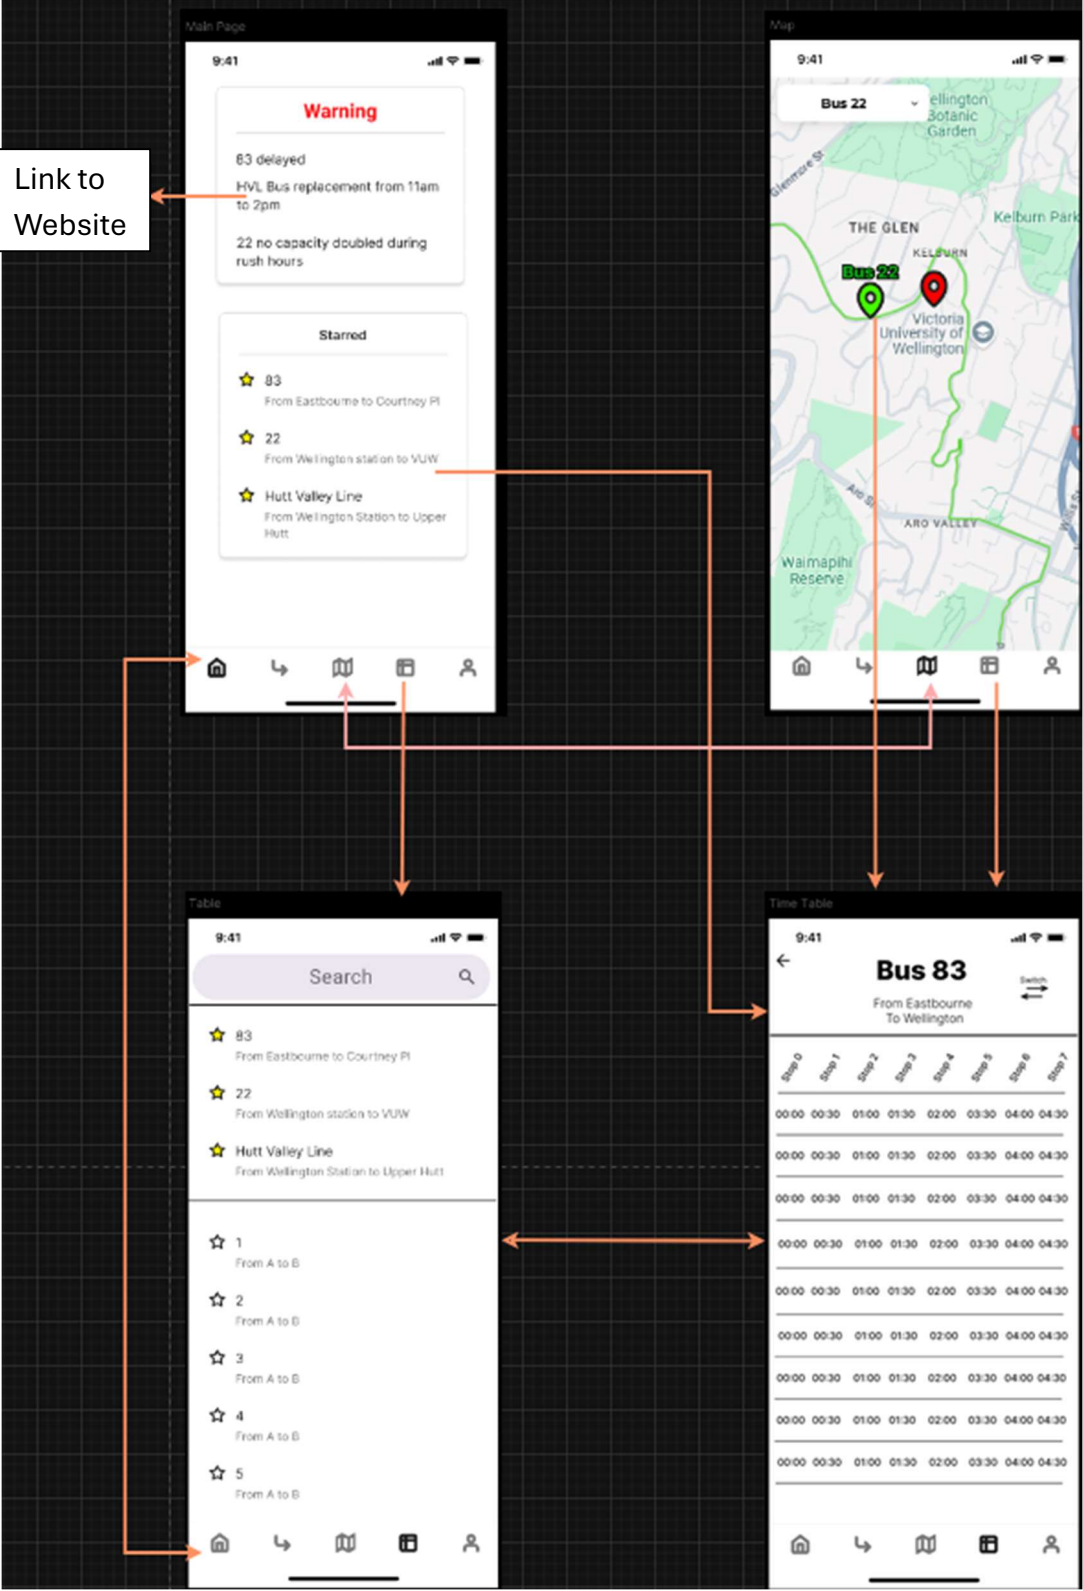 Main Page
9:41
Warning
83 delayed
HVL Bus replacement from 11am
to 2pm
22 no capacity doubled during
rush hours
Link to
Website
Starred
83
From Eastbourne to Courtney Pl
22
From Wellington station to VUW
Hutt Valley Line
From Wellington Station to Upper
Hutt
Map
9:41
Bus 22
ellington
Botanic
Garden
Glenmore St
Kelburn Park
THE GLEN
KELBURN
Bus 22
Victoria
University of
Wellington
Aro St
ARO VALLEY
Willis St
Waimapihi
Reserve
Table
9:41
Search
83
From Eastbourne to Courtney Pl
22
From Wellington station to VUW
Hutt Valley Line
From Wellington Station to Upper Hutt
1
From A to B
2
From A to B
3
From A to B
4
From A to B
5
From A to B
Time Table
9:41
Bus 83
Switch
From Eastbourne
To Wellington
Stop 0 Stop 1 Stop 2 Stop 3 Stop 4 Stop 5 Stop 6 Stop 7
00:00 00:30 01:00 01:30 02:00 03:30 04:00 04:30
00:00 00:30 01:00 01:30 02:00 03:30 04:00 04:30
00:00 00:30 01:00 01:30 02:00 03:30 04:00 04:30
00:00 00:30 01:00 01:30 02:00 03:30 04:00 04:30
00:00 00:30 01:00 01:30 02:00 03:30 04:00 04:30
00:00 00:30 01:00 01:30 02:00 03:30 04:00 04:30
00:00 00:30 01:00 01:30 02:00 03:30 04:00 04:30
00:00 00:30 01:00 01:30 02:00 03:30 04:00 04:30
00:00 00:30 01:00 01:30 02:00 03:30 04:00 04:30